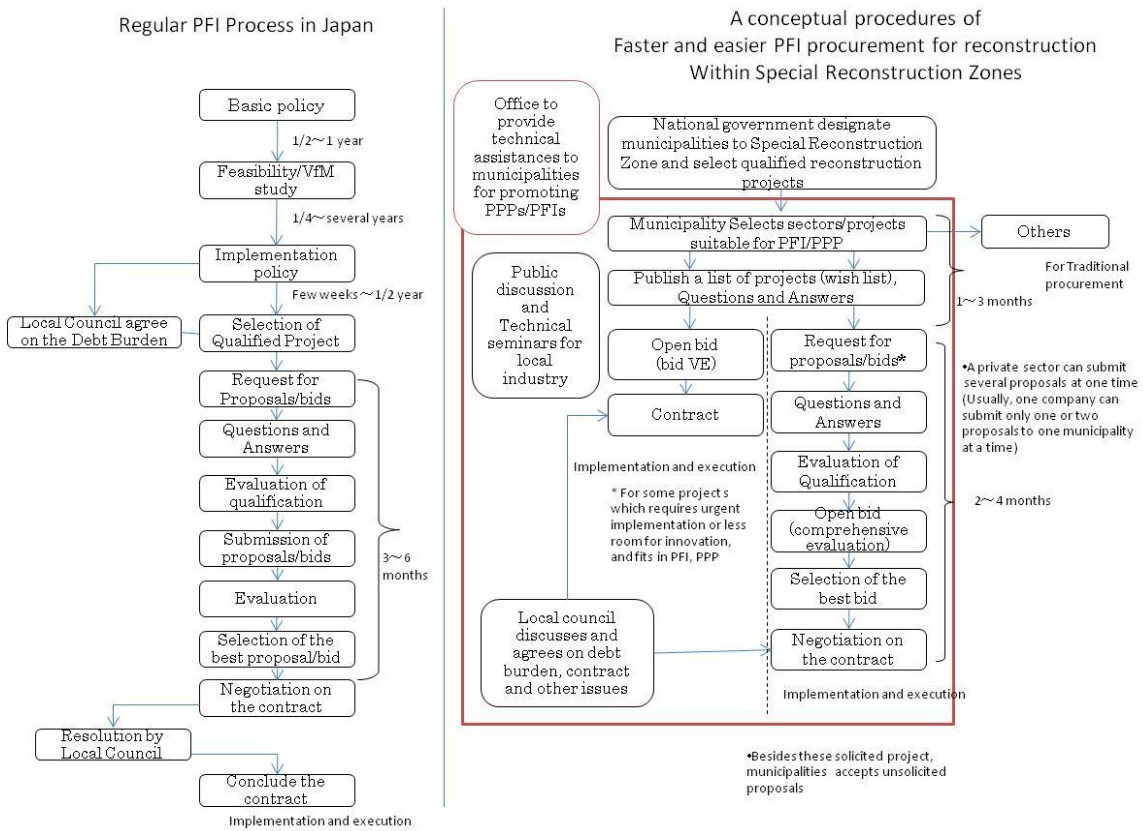 Regular PFI Process in Japan
Basic policy
1/2～1 year
Feasibility/VfM
study
1/4～several years
Implementation
policy
Few weeks～1/2 year
Local Council agree
on the Debt Burden
Selection of
Qualified Project
Request for
Proposals/bids
Questions and
Answers
Evaluation of
qualification
Submission of
proposals/bids
3～6
months
Evaluation
Selection of the
best proposal/bid
Negotiation on
the contract
Resolution by
Local Council
Conclude the
contract
Implementation and execution
A conceptual procedures of
Faster and easier PFI procurement for reconstruction
Within Special Reconstruction Zones
Office to
provide
technical
assistances to
municipalities
for promoting
PPPs/PFIs
National government designate
municipalities to Special Reconstruction
Zone and select qualified reconstruction
projects
Municipality Selects sectors/projects
suitable for PFI/PPP
Others
For Traditional
procurement
Publish a list of projects (wish list),
Questions and Answers
1～3 months
Public
discussion
and
Technical
seminars for
local
industry
Open bid
(bid VE)
Contract
Implementation and execution
* For some project s
which requires urgent
implementation or less
room for innovation,
and fits in PFI, PPP
Request for
proposals/bids*
Questions and
Answers
Evaluation of
Qualification
Open bid
(comprehensive
evaluation)
Selection of the
best bid
Negotiation on
the contract
Implementation and execution
•A private sector can submit
several proposals at one time
(Usually, one company can
submit only one or two
proposals to one municipality
at a time)
2～4 months
Local council
discusses and
agrees on debt
burden, contract
and other issues
•Besides these solicited project,
municipalities accepts unsolicited
proposals